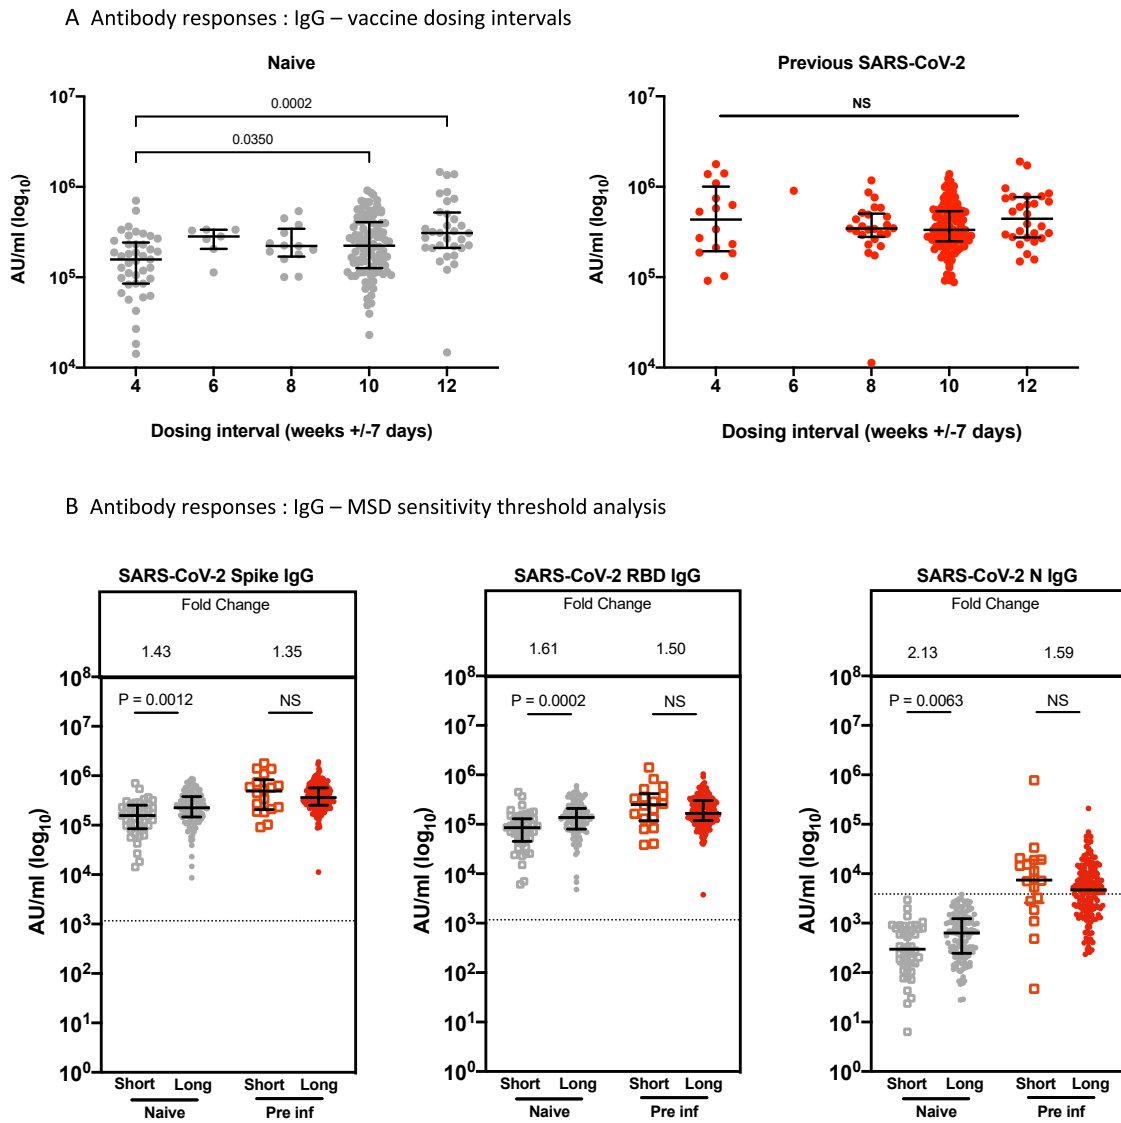 A Antibody responses : IgG – vaccine dosing intervals
Naive
Previous SARS-CoV-2
10^7
10^6
10^5
10^4
AU/ml (log10)
0.0002
0.0350
4 6 8 10 12
Dosing interval (weeks +/-7 days)
10^7
10^6
10^5
10^4
AU/ml (log10)
NS
4 6 8 10 12
Dosing interval (weeks +/-7 days)
B Antibody responses : IgG – MSD sensitivity threshold analysis
SARS-CoV-2 Spike IgG
Fold Change
1.43 1.35
P = 0.0012 NS
10^8
10^7
10^6
10^5
10^4
10^3
10^2
10^1
10^0
AU/ml (log10)
Short Long Short Long
Naive Pre inf
SARS-CoV-2 RBD IgG
Fold Change
1.61 1.50
P = 0.0002 NS
10^8
10^7
10^6
10^5
10^4
10^3
10^2
10^1
10^0
AU/ml (log10)
Short Long Short Long
Naive Pre inf
SARS-CoV-2 N IgG
Fold Change
2.13 1.59
P = 0.0063 NS
10^8
10^7
10^6
10^5
10^4
10^3
10^2
10^1
10^0
AU/ml (log10)
Short Long Short Long
Naive Pre inf